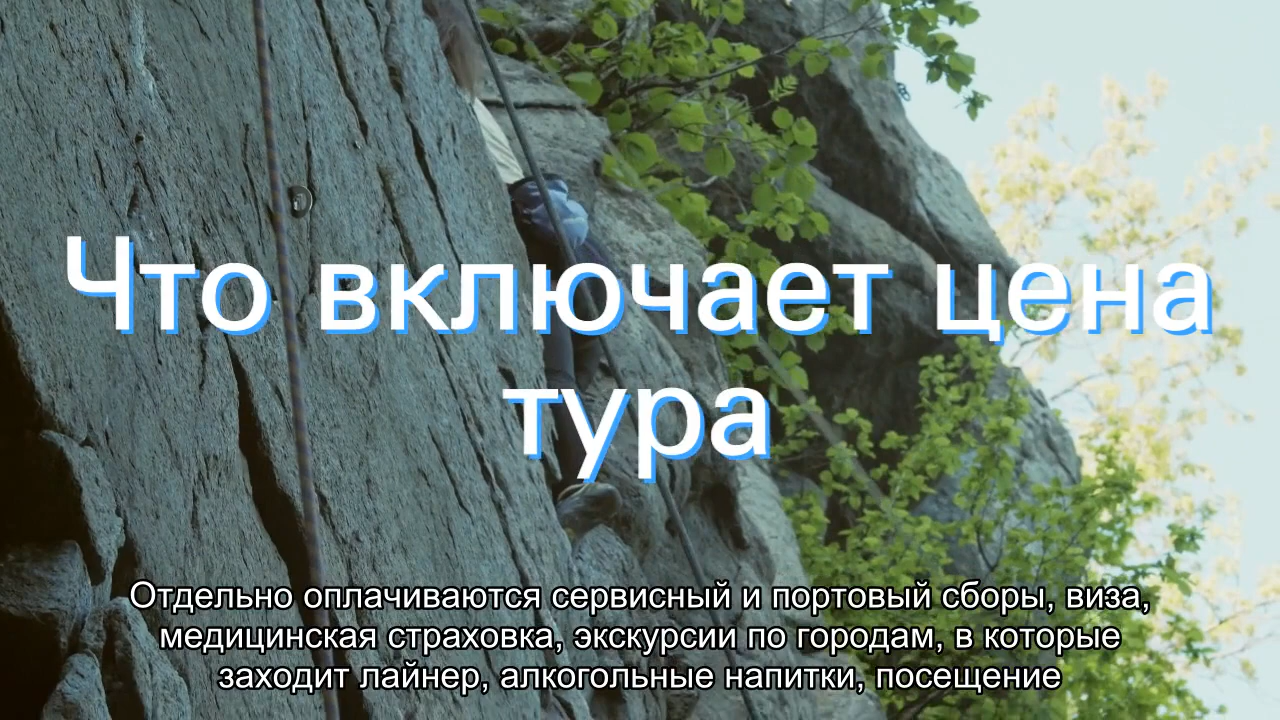 Что включает цена
тура
Отдельно оплачиваются сервисный и портовый сборы, виза,
медицинская страховка, экскурсии по городам, в которые
заходит лайнер, алкогольные напитки, посещение